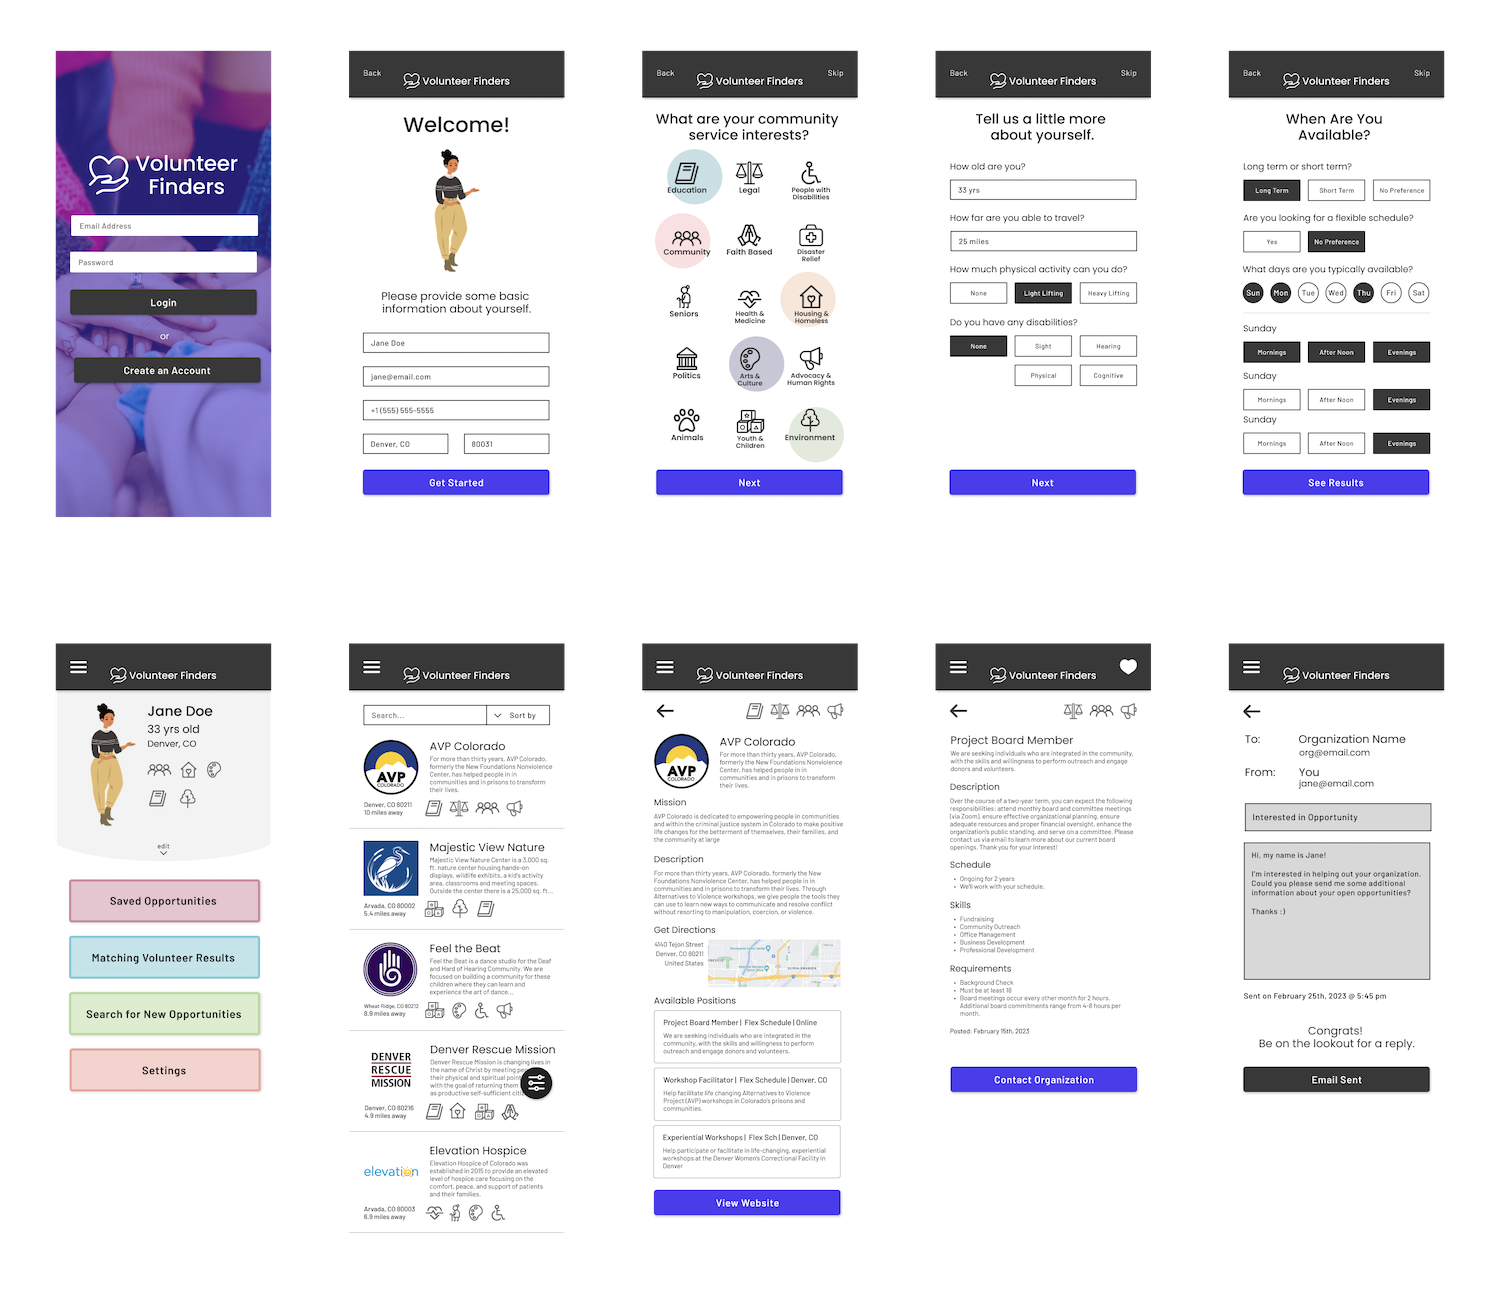 Volunteer
Finders
Email Address
Password
Login
or
Create an Account
Back
Volunteer Finders
Welcome!
Please provide some basic
information about yourself.
Jane Doe
jane@email.com
+1 (555) 555-5555
Denver, CO
80031
Get Started
Back
Volunteer Finders
Skip
What are your community
service interests?
Education
Legal
People with
Disabilities
Community
Faith Based
Disaster
Relief
Seniors
Health &
Medicine
Housing &
Homeless
Politics
Arts &
Culture
Advocacy &
Human Rights
Animals
Youth &
Children
Environment
Next
Back
Volunteer Finders
Skip
Tell us a little more
about yourself.
How old are you?
33 yrs
How far are you able to travel?
25 miles
How much physical activity can you do?
None
Light Lifting
Heavy Lifting
Do you have any disabilities?
None
Sight
Hearing
Physical
Cognitive
Next
Back
Volunteer Finders
Skip
When Are You
Available?
Long term or short term?
Long Term
Short Term
No Preference
Are you looking for a flexible schedule?
Yes
No Preference
What days are you typically available?
Sun
Mon
Tue
Wed
Thu
Fri
Sat
Sunday
Mornings
After Noon
Evenings
Sunday
Mornings
After Noon
Evenings
Sunday
Mornings
After Noon
Evenings
See Results
Volunteer Finders
Jane Doe
33 yrs old
Denver, CO
edit
Saved Opportunities
Matching Volunteer Results
Search for New Opportunities
Settings
Volunteer Finders
Search...
Sort by
AVP
COLORADO
AVP Colorado
For more than thirty years, AVP Colorado,
formerly the New Foundations Nonviolence
Center, has helped people in in
communities and in prisons to transform
their lives.
Denver, CO 80211
10 miles away
Majestic View Nature
Majestic View Nature Center is a 3,000 sq.
ft. nature center housing hands-on
displays, wildlife exhibits, a kid's activity
area, classrooms and meeting spaces.
Outside the center there is a 25,000 sq. ft...
Arvada, CO 80002
5.4 miles away
Feel the Beat
Feel the Beat is a dance studio for the Deaf
and Hard of Hearing Community. We are
focused on building a community for these
children where they can learn and
experience the art of dance...
Wheat Ridge, CO 80212
8.9 miles away
DENVER
RESCUE
MISSION
Denver Rescue Mission
Denver Rescue Mission is changing lives in
the name of Christ by meeting
their physical and spiritual
with the goal of returning
as productive self-sufficient
Denver, CO 80216
4.9 miles away
elevation
Elevation Hospice
Elevation Hospice of Colorado was
established in 2015 to provide an elevated
level of hospice care focusing on the
comfort, peace, and support of patients
and their families.
Arvada, CO 80003
6.9 miles away
Volunteer Finders
AVP
COLORADO
AVP Colorado
For more than thirty years, AVP Colorado,
formerly the New Foundations Nonviolence
Center, has helped people in in
communities and in prisons to transform
their lives.
Mission
AVP Colorado is dedicated to empowering people in communities
and within the criminal justice system in Colorado to make positive
life changes for the betterment of themselves, their families, and
the community at large
Description
For more than thirty years, AVP Colorado, formerly the New
Foundations Nonviolence Center, has helped people in in
communities and in prisons to transform their lives. Through
Alternatives to Violence workshops, we give people the tools they
can use to learn new ways to communicate and resolve conflict
without resorting to manipulation, coercion, or violence.
Get Directions
4140 Tejon Street
Denver, CO 80211
United States
Available Positions
Project Board Member | Flex Schedule | Online
We are seeking individuals who are integrated in the
community, with the skills and willingness to perform
outreach and engage donors and volunteers.
Workshop Facilitator | Flex Schedule | Denver, CO
Help facilitate life changing Alternatives to Violence
Project (AVP) workshops in Colorado's prisons and
communities.
Experiential Workshops | Flex Sch | Denver, CO
Help participate or facilitate in life-changing, experiential
workshops at the Denver Women's Correctional Facility in
Denver
View Website
Volunteer Finders
Project Board Member
We are seeking individuals who are integrated in the community,
with the skills and willingness to perform outreach and engage
donors and volunteers.
Description
Over the course of a two-year term, you can expect the following
responsibilities: attend monthly board and committee meetings
(via Zoom), ensure effective organizational planning, ensure
adequate resources and proper financial oversight, enhance the
organization's public standing, and serve on a committee. Please
contact us via email to learn more about our current board
openings. Thank you for your interest!
Schedule
• Ongoing for 2 years
• We'll work with your schedule.
Skills
• Fundraising
• Community Outreach
• Office Management
• Business Development
• Professional Development
Requirements
• Background Check
• Must be at least 18
• Board meetings occur every other month for 2 hours.
Additional board commitments range from 4-8 hours per
month.
Posted: February 15th, 2023
Contact Organization
Volunteer Finders
To:
Organization Name
org@email.com
From:
You
jane@email.com
Interested in Opportunity
Hi, my name is Jane!
I'm interested in helping out your organization.
Could you please send me some additional
information about your open opportunities?
Thanks :)
Sent on February 25th, 2023 @ 5:45 pm
Congrats!
Be on the lookout for a reply.
Email Sent